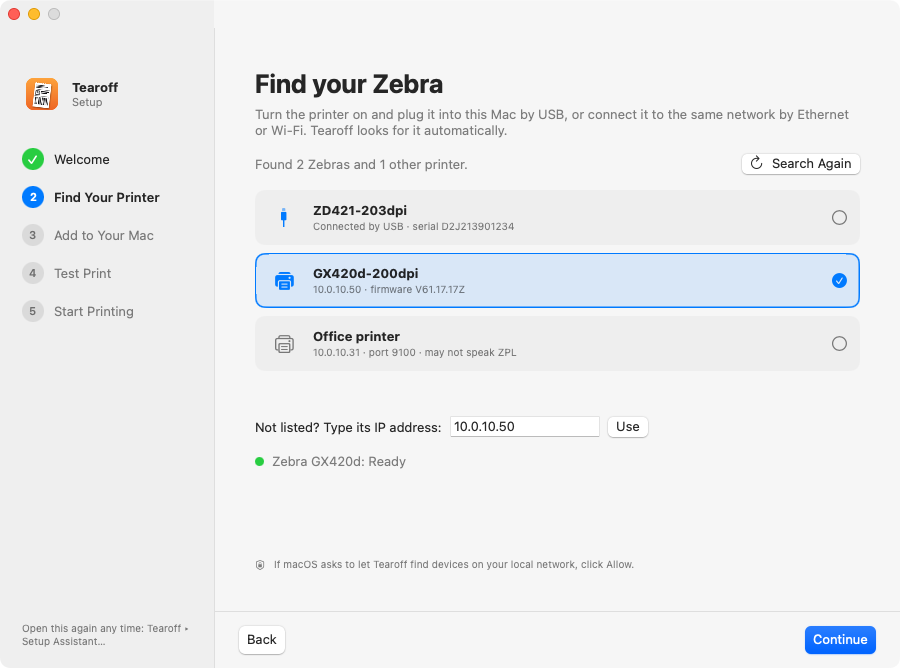 Tearoff
Setup
Welcome
2 Find Your Printer
3 Add to Your Mac
4 Test Print
5 Start Printing
Open this again any time: Tearoff ▸
Setup Assistant...
Find your Zebra
Turn the printer on and plug it into this Mac by USB, or connect it to the same network by Ethernet
or Wi-Fi. Tearoff looks for it automatically.
Found 2 Zebras and 1 other printer.
Search Again
ZD421-203dpi
Connected by USB · serial D2J213901234
GX420d-200dpi
10.0.10.50 · firmware V61.17.17Z
Office printer
10.0.10.31 · port 9100 · may not speak ZPL
Not listed? Type its IP address: 10.0.10.50 Use
Zebra GX420d: Ready
If macOS asks to let Tearoff find devices on your local network, click Allow.
Back
Continue